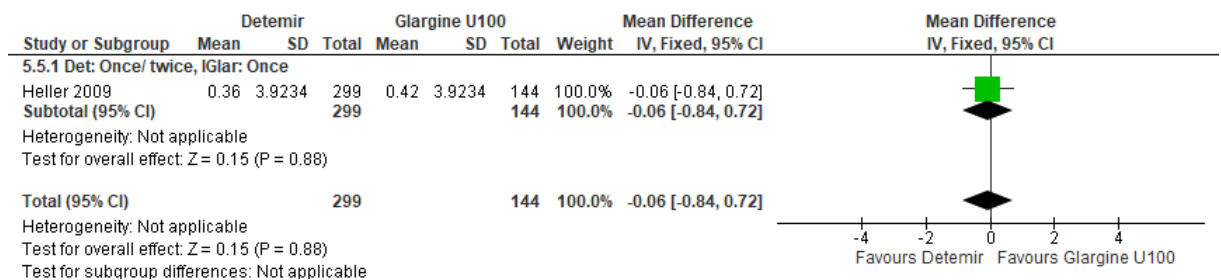 Detemir Glargine U100 Mean Difference Mean Difference
Study or Subgroup Mean SD Total Mean SD Total Weight IV, Fixed, 95% CI IV, Fixed, 95% CI
5.5.1 Det: Once/ twice, IGlar: Once
Heller 2009 0.36 3.9234 299 0.42 3.9234 144 100.0% -0.06 [-0.84, 0.72]
Subtotal (95% CI) 299 144 100.0% -0.06 [-0.84, 0.72]
Heterogeneity: Not applicable
Test for overall effect: Z = 0.15 (P = 0.88)
Total (95% CI) 299 144 100.0% -0.06 [-0.84, 0.72]
Heterogeneity: Not applicable
Test for overall effect: Z = 0.15 (P = 0.88)
Test for subgroup differences: Not applicable
-4 -2 0 2 4
Favours Detemir Favours Glargine U100